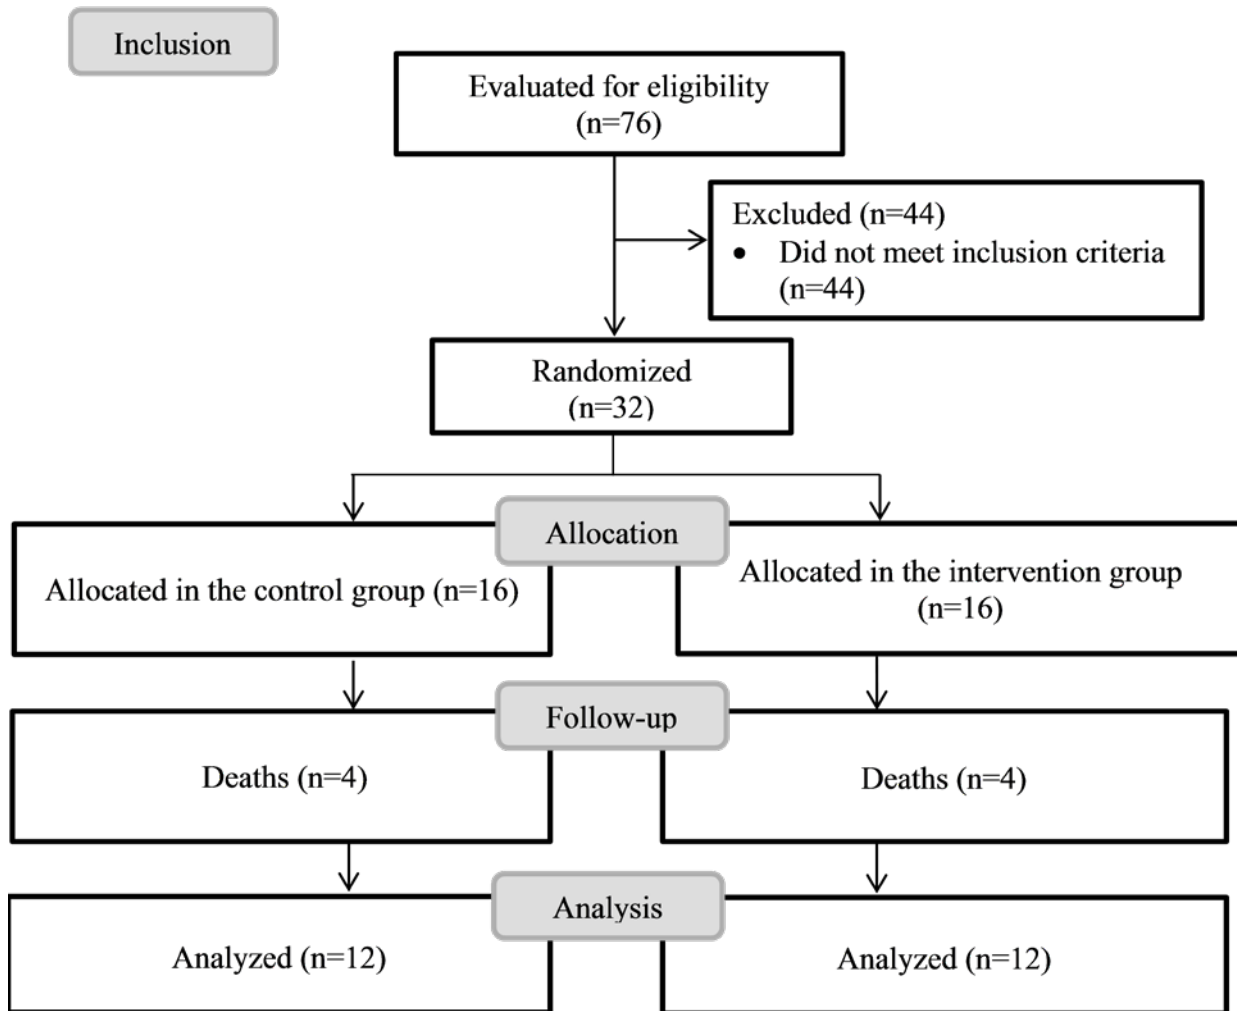 Inclusion
Evaluated for eligibility
(n=76)
Excluded (n=44)
• Did not meet inclusion criteria
(n=44)
Randomized
(n=32)
Allocation
Allocated in the control group (n=16)
Allocated in the intervention group
(n=16)
Follow-up
Deaths (n=4)
Deaths (n=4)
Analysis
Analyzed (n=12)
Analyzed (n=12)